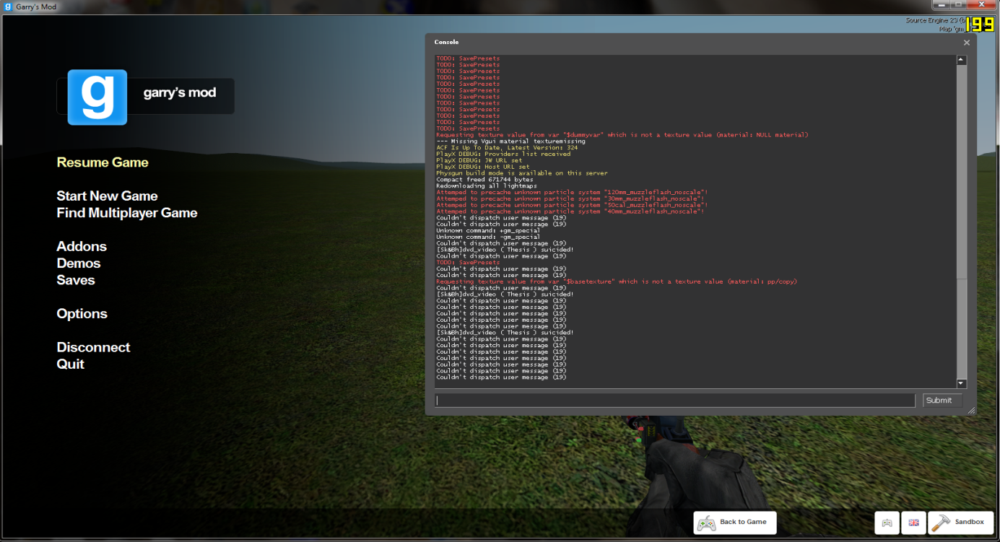 Garry's Mod
Source Engine 23 (b
Map 'gm_
199
g
garry's mod
Resume Game
Start New Game
Find Multiplayer Game
Addons
Demos
Saves
Options
Disconnect
Quit
Console
TODO: SavePresets
TODO: SavePresets
TODO: SavePresets
TODO: SavePresets
TODO: SavePresets
TODO: SavePresets
TODO: SavePresets
TODO: SavePresets
TODO: SavePresets
TODO: SavePresets
TODO: SavePresets
TODO: SavePresets
Requesting texture value from var "$dummyvar" which is not a texture value (material: NULL material)
--- Missing Vgui material texturemissing
ACF Is Up To Date, Latest Version: 324
PlayX DEBUG: Providers list received
PlayX DEBUG: JW URL set
PlayX DEBUG: Host URL set
Physgun build mode is available on this server
Compact freed 671744 bytes
Redownloading all lightmaps
Attemped to precache unknown particle system "120mm_muzzleflash_noscale"!
Attemped to precache unknown particle system "30mm_muzzleflash_noscale"!
Attemped to precache unknown particle system "50cal_muzzleflash_noscale"!
Attemped to precache unknown particle system "40mm_muzzleflash_noscale"!
Couldn't dispatch user message (19)
Couldn't dispatch user message (19)
Unknown command: +gm_special
Unknown command: -gm_special
Couldn't dispatch user message (19)
[Sk&Bh]dvd_video ( Thesis ) suicided!
Couldn't dispatch user message (19)
TODO: SavePresets
Couldn't dispatch user message (19)
Couldn't dispatch user message (19)
Requesting texture value from var "$basetexture" which is not a texture value (material: pp/copy)
Couldn't dispatch user message (19)
[Sk&Bh]dvd_video ( Thesis ) suicided!
Couldn't dispatch user message (19)
Couldn't dispatch user message (19)
Couldn't dispatch user message (19)
Couldn't dispatch user message (19)
Couldn't dispatch user message (19)
[Sk&Bh]dvd_video ( Thesis ) suicided!
Couldn't dispatch user message (19)
Couldn't dispatch user message (19)
Couldn't dispatch user message (19)
Couldn't dispatch user message (19)
Couldn't dispatch user message (19)
Couldn't dispatch user message (19)
Couldn't dispatch user message (19)
Submit
Back to Game
Sandbox